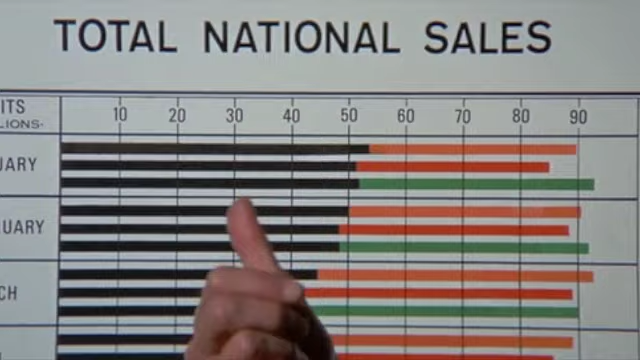 TOTAL NATIONAL SALES
ITS 10 20 30 40 50 60 70 80 90
LIONS-
UARY
UARY
CH